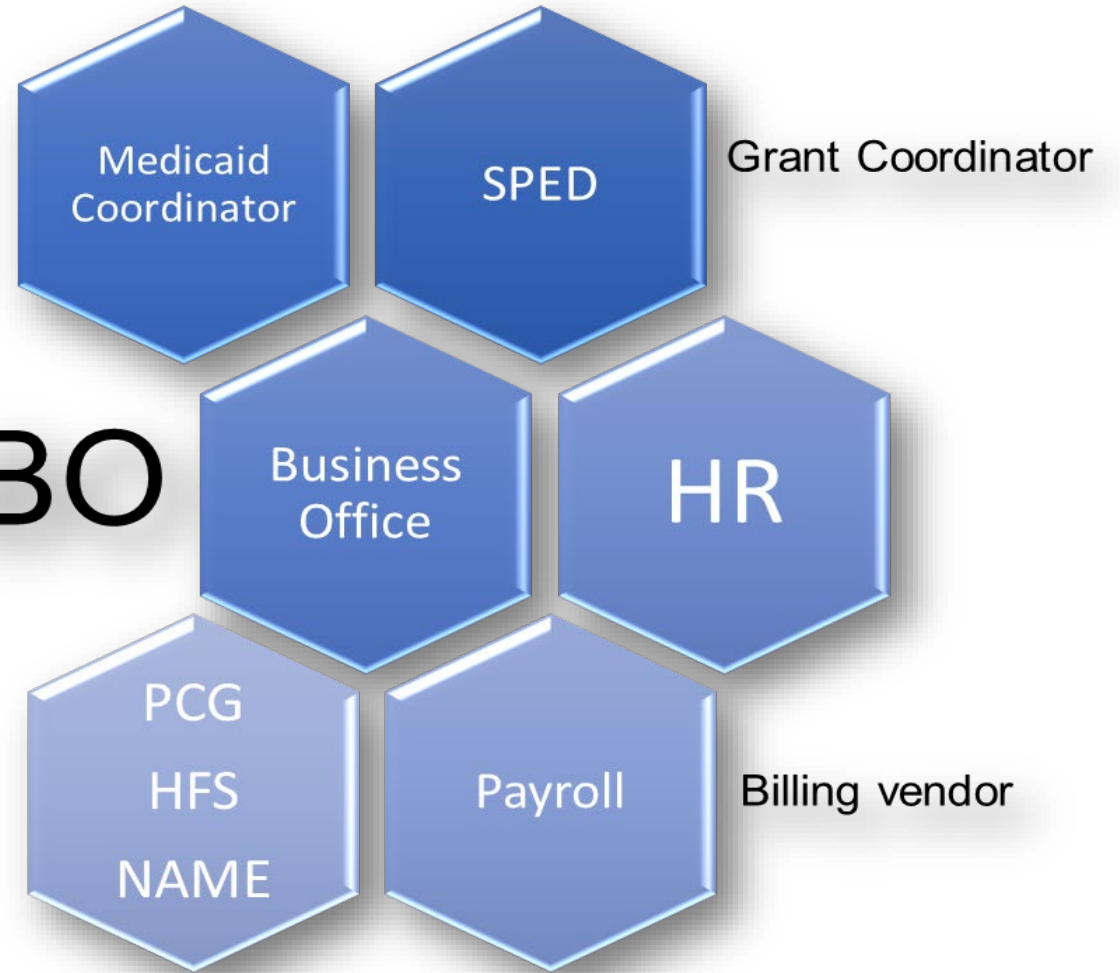 Medicaid
Coordinator
SPED
Grant Coordinator
BO
Business
Office
HR
PCG
HFS
NAME
Payroll
Billing vendor